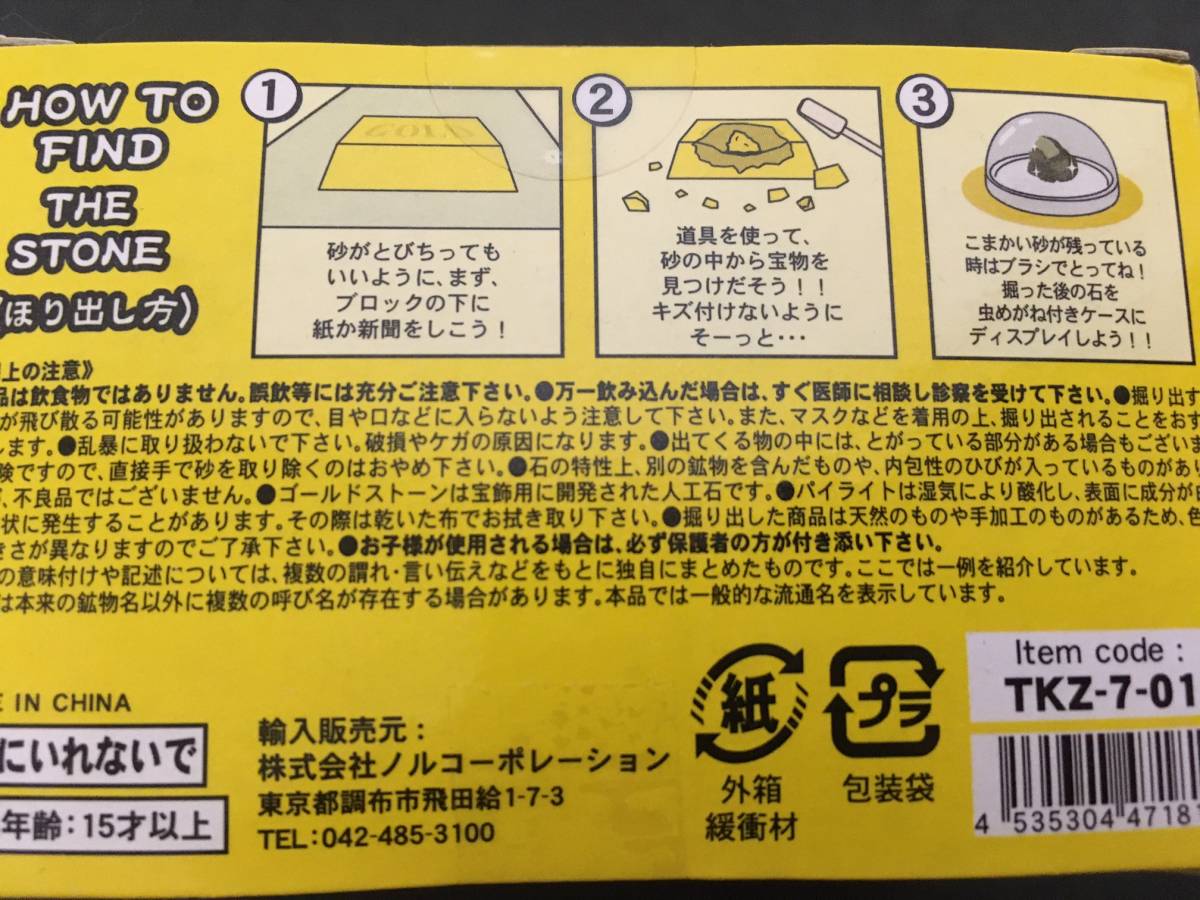 HOW TO
FIND
THE
STONE
(ほり出し方)
1
GOLD
砂がとびちっても
いいように、まず、
ブロックの下に
紙か新聞をしこう!
2
道具を使って、
砂の中から宝物を
見つけだそう!!
キズ付けないように
そーっと…
3
こまかい砂が残っている
時はブラシでとってね!
掘った後の石を
虫めがね付きケースに
ディスプレイしよう!!
上の注意》
品は飲食物ではありません。誤飲等には充分ご注意下さい。●万一飲み込んだ場合は、すぐ医師に相談し診察を受けて下さい。●掘り出す
が飛び散る可能性がありますので、目や口などに入らないよう注意して下さい。また、マスクなどを着用の上、掘り出されることをおす
します。●乱暴に取り扱わないで下さい。破損やケガの原因になります。●出てくる物の中には、とがっている部分がある場合もございま
険ですので、直接手で砂を取り除くのはおやめ下さい。●石の特性上、別の鉱物を含んだものや、内包性のひびが入っているものがあ
、不良品ではございません。●ゴールドストーンは宝飾用に開発された人工石です。●パイライトは湿気により酸化し、表面に成分が
状に発生することがあります。その際は乾いた布でお拭き取り下さい。●掘り出した商品は天然のものや手加工のものがあるため、色
きさが異なりますのでご了承下さい。●お子様が使用される場合は、必ず保護者の方が付き添い下さい。
の意味付けや記述については、複数の謂れ・言い伝えなどをもとに独自にまとめたものです。ここでは一例を紹介しています。
は本来の鉱物名以外に複数の呼び名が存在する場合があります。本品では一般的な流通名を表示しています。
E IN CHINA
にいれないで
年齢:15才以上
輸入販売元:
株式会社ノルコーポレーション
東京都調布市飛田給1-7-3
TEL:042-485-3100
紙
外箱
緩衝材
プラ
包装袋
Item code :
TKZ-7-01
4 535304 47181